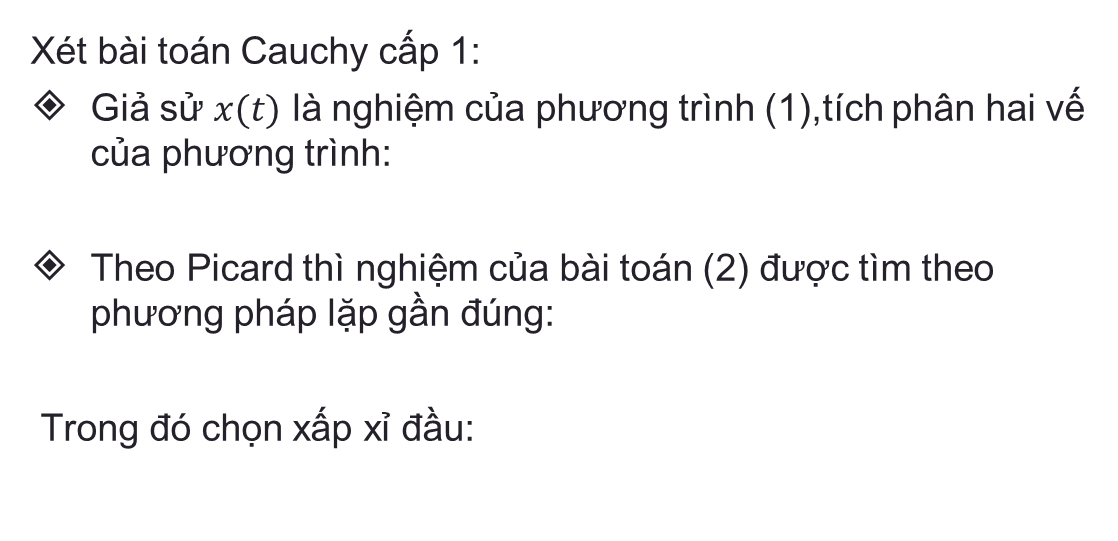 Xét bài toán Cauchy cấp 1:
Giả sử x(t) là nghiệm của phương trình (1),tích phân hai vế
của phương trình:
Theo Picard thì nghiệm của bài toán (2) được tìm theo
phương pháp lặp gần đúng:
Trong đó chọn xấp xỉ đầu: